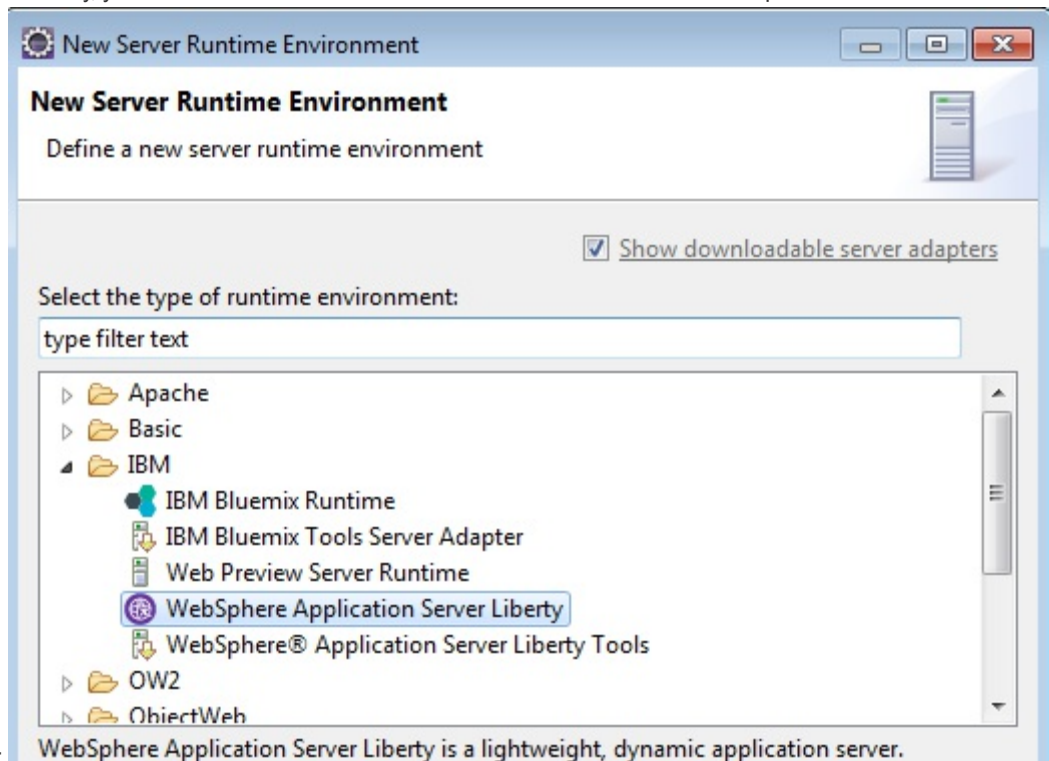 New Server Runtime Environment
New Server Runtime Environment
Define a new server runtime environment
Show downloadable server adapters
Select the type of runtime environment:
type filter text
Apache
Basic
IBM
IBM Bluemix Runtime
IBM Bluemix Tools Server Adapter
Web Preview Server Runtime
WebSphere Application Server Liberty
WebSphere® Application Server Liberty Tools
OW2
ObjectWeb
WebSphere Application Server Liberty is a lightweight, dynamic application server.